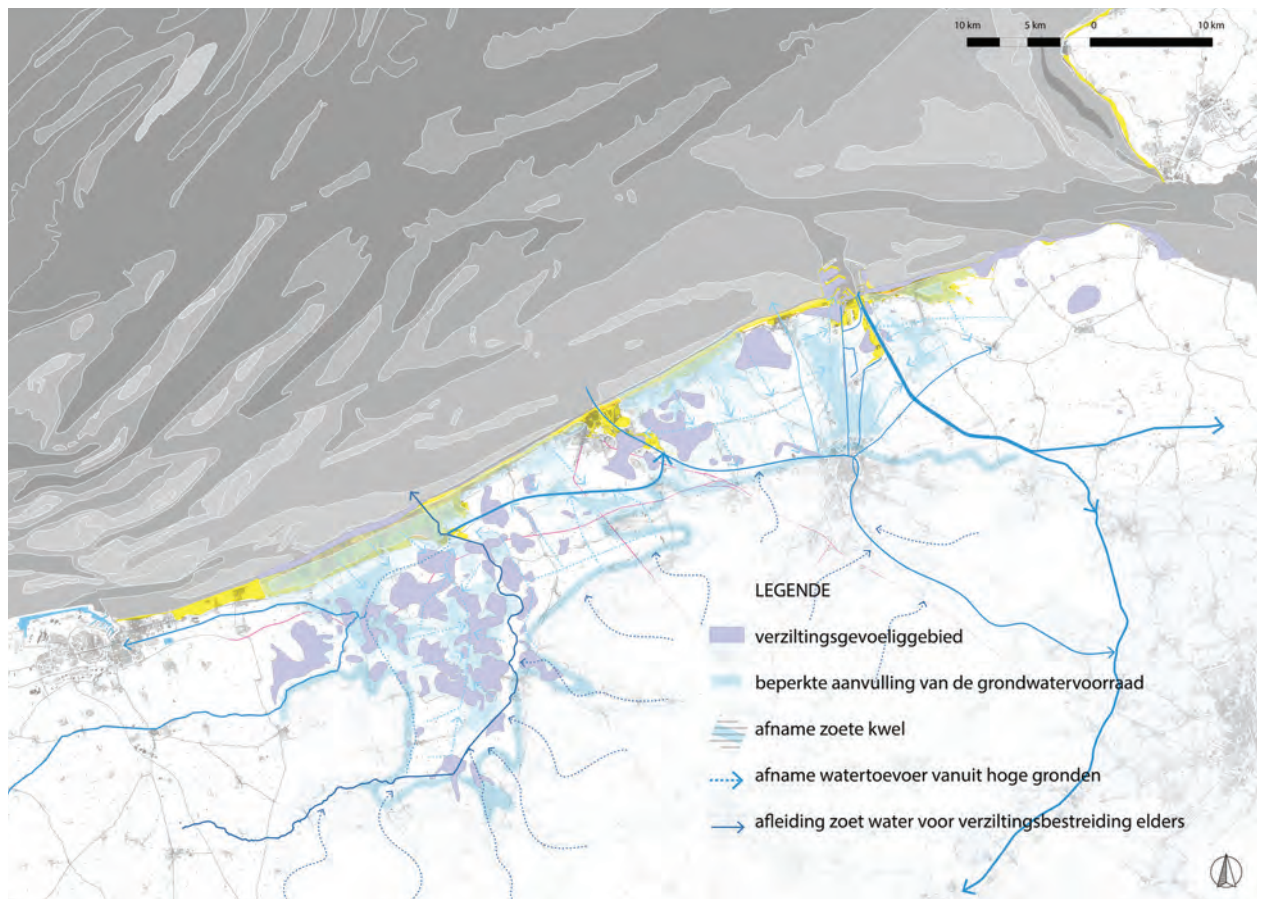 10 km 5 km 0 10 km
LEGENDE
verziltingsgevoeliggebied
beperkte aanvulling van de grondwatervoorraad
afname zoete kwel
afname watertoevoer vanuit hoge gronden
afleiding zoet water voor verziltingsbestreiding elders